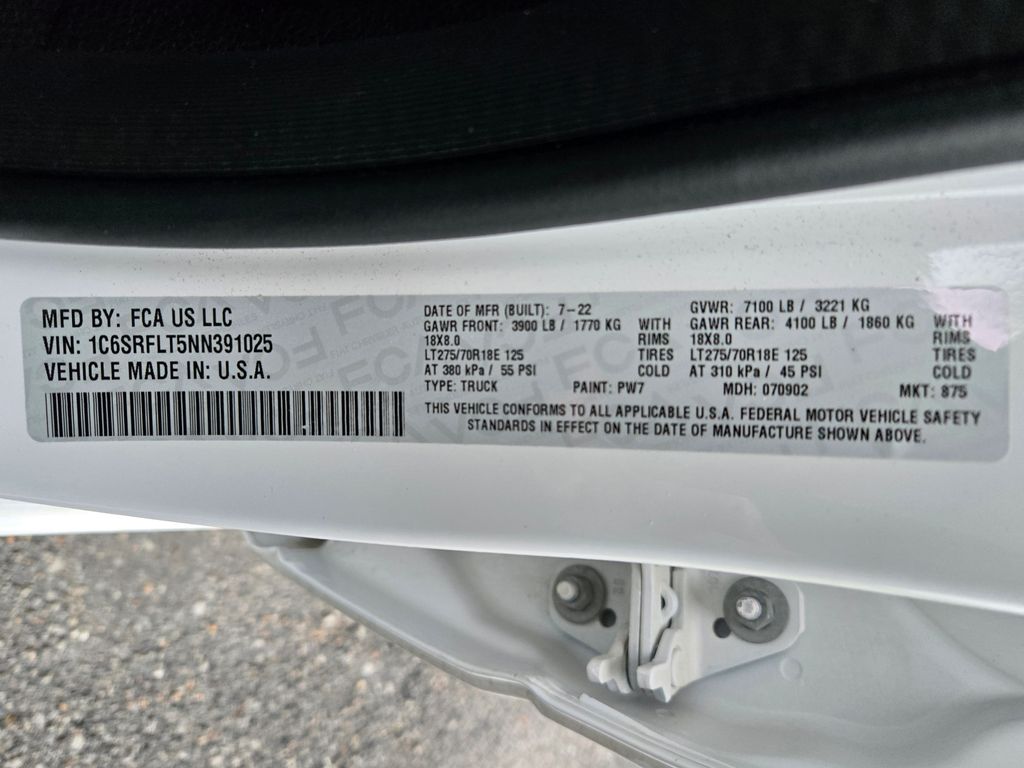 MFD BY: FCA US LLC
VIN: 1C6SRFLT5NN391025
VEHICLE MADE IN: U.S.A.
DATE OF MFR (BUILT): 7-22
GAWR FRONT: 3900 LB / 1770 KG WITH
18X8.0 RIMS
LT275/70R18E 125 TIRES
AT 380 kPa / 55 PSI COLD
GVWR: 7100 LB / 3221 KG
GAWR REAR: 4100 LB / 1860 KG WITH
18X8.0 RIMS
LT275/70R18E 125 TIRES
AT 310 kPa / 45 PSI COLD
TYPE: TRUCK PAINT: PW7 MDH: 070902 MKT: 875
THIS VEHICLE CONFORMS TO ALL APPLICABLE U.S.A. FEDERAL MOTOR VEHICLE SAFETY
STANDARDS IN EFFECT ON THE DATE OF MANUFACTURE SHOWN ABOVE.